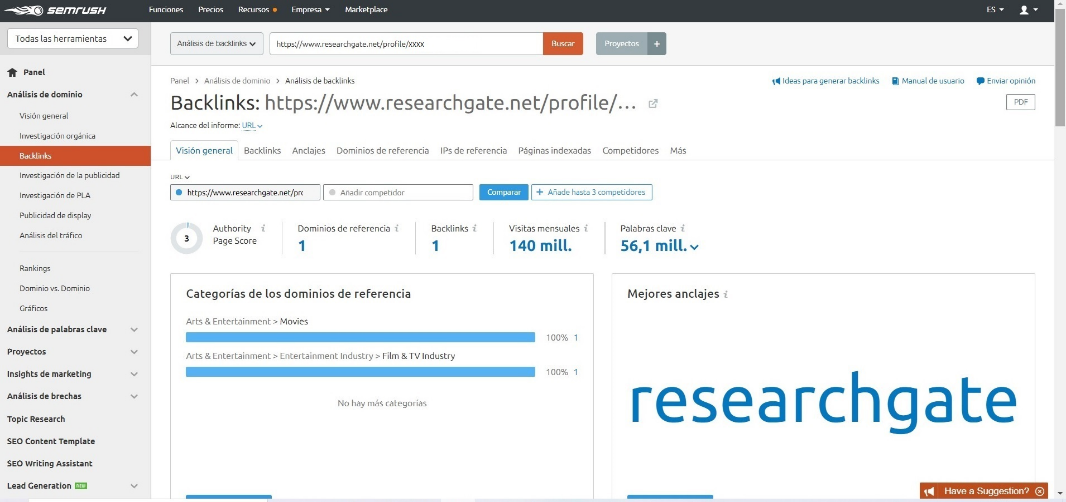 SEMRUSH
Funciones Precios Recursos Empresa Marketplace ES
Todas las herramientas
Análisis de backlinks https://www.researchgate.net/profile/xxxx Buscar Proyectos +
Panel
Análisis de dominio
Visión general
Investigación orgánica
Backlinks
Investigación de la publicidad
Investigación de PLA
Publicidad de display
Análisis del tráfico
Rankings
Dominio vs. Dominio
Gráficos
Análisis de palabras clave
Proyectos
Insights de marketing
Análisis de brechas
Topic Research
SEO Content Template
SEO Writing Assistant
Lead Generation NEW
Panel > Análisis de dominio > Análisis de backlinks
Ideas para generar backlinks Manual de usuario Enviar opinión
Backlinks: https://www.researchgate.net/profile/...
PDF
Alcance del informe: URL
Visión general Backlinks Anclajes Dominios de referencia IPs de referencia Páginas indexadas Competidores Más
URL
https://www.researchgate.net/prc Añadir competidor Comparar + Añade hasta 3 competidores
3
Authority Page Score
Dominios de referencia i
1
Backlinks i
1
Visitas mensuales i
140 mill.
Palabras clave i
56,1 mill.
Categorías de los dominios de referencia
Arts & Entertainment > Movies
100% 1
Arts & Entertainment > Entertainment Industry > Film & TV Industry
100% 1
No hay más categorías
Mejores anclajes i
researchgate
Have a Suggestion?